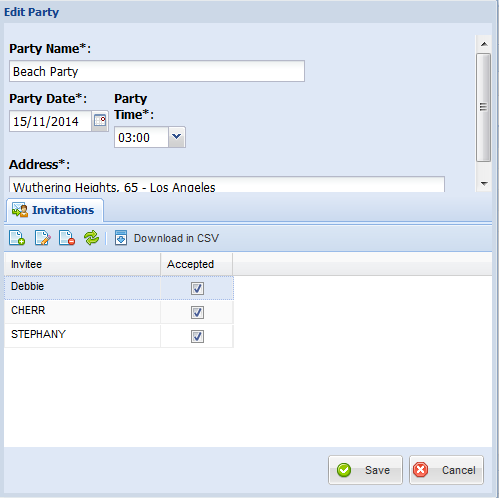 Edit Party
Party Name*:
Beach Party
Party Date*: Party Time*:
15/11/2014 03:00
Address*:
Wuthering Heights, 65 - Los Angeles
Invitations
Download in CSV
Invitee Accepted
Debbie
CHERR
STEPHANY
Save Cancel